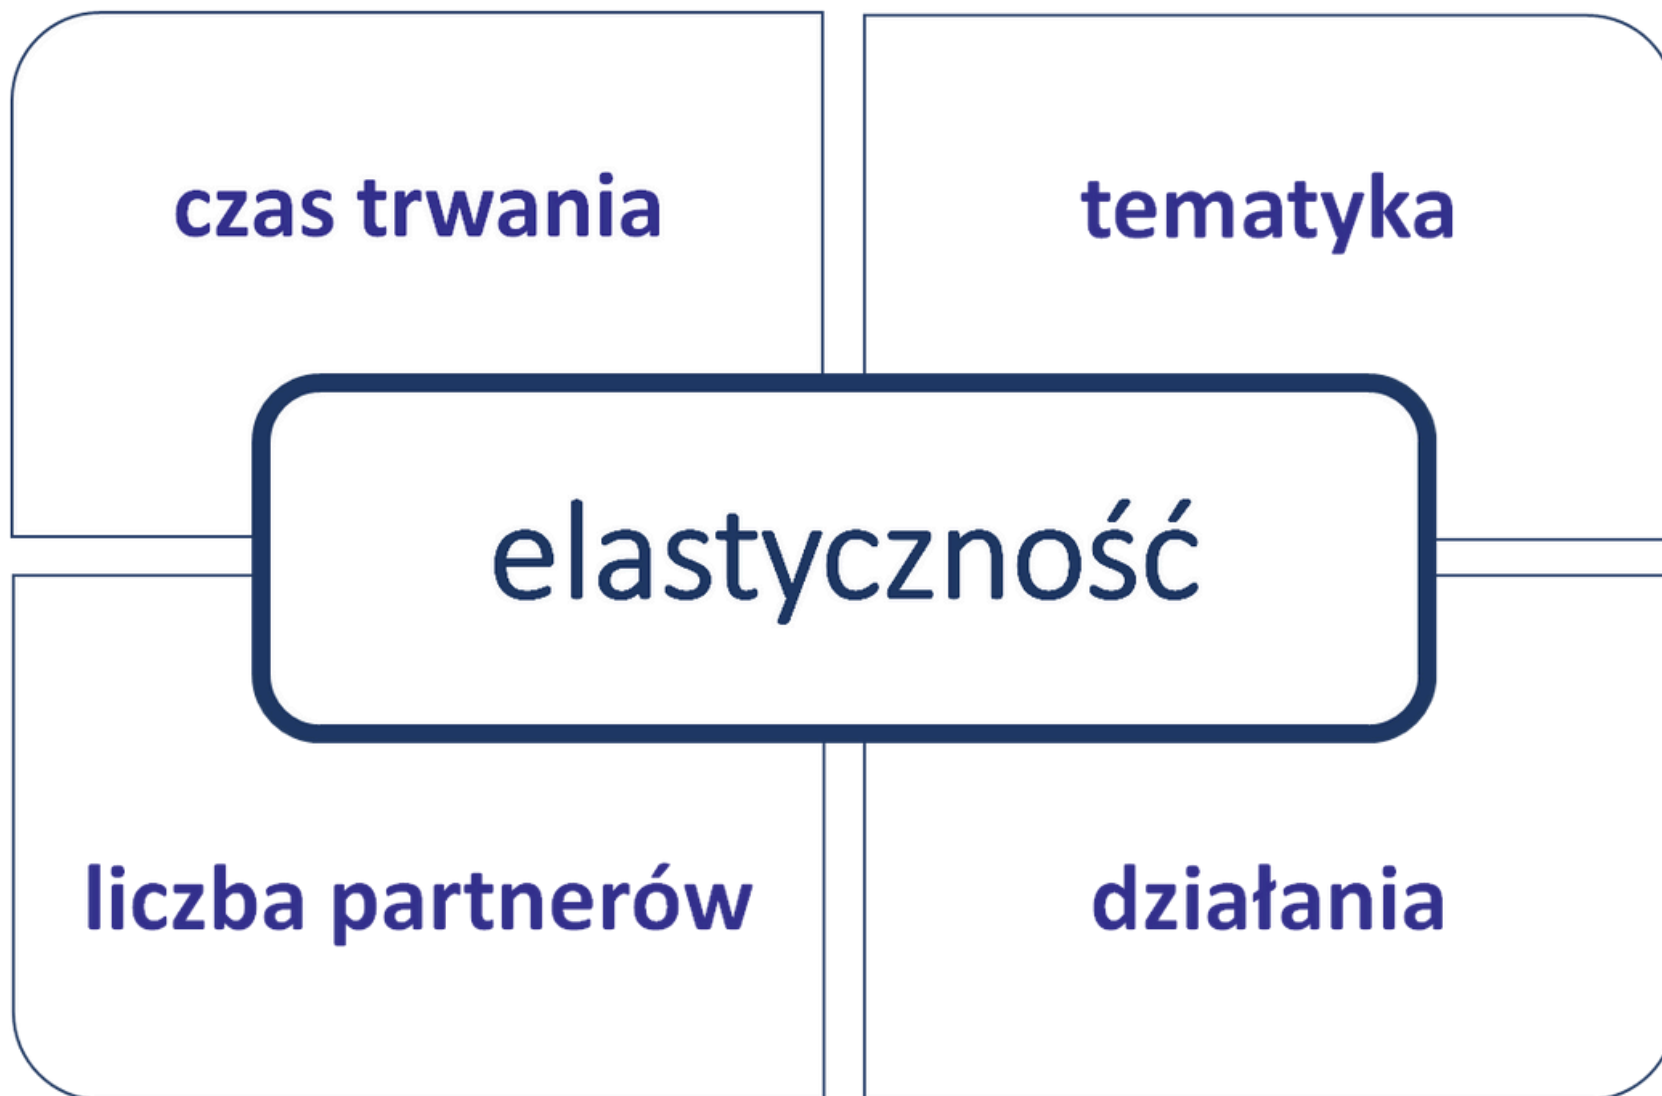 czas trwania
tematyka
elastyczność
liczba partnerów
działania